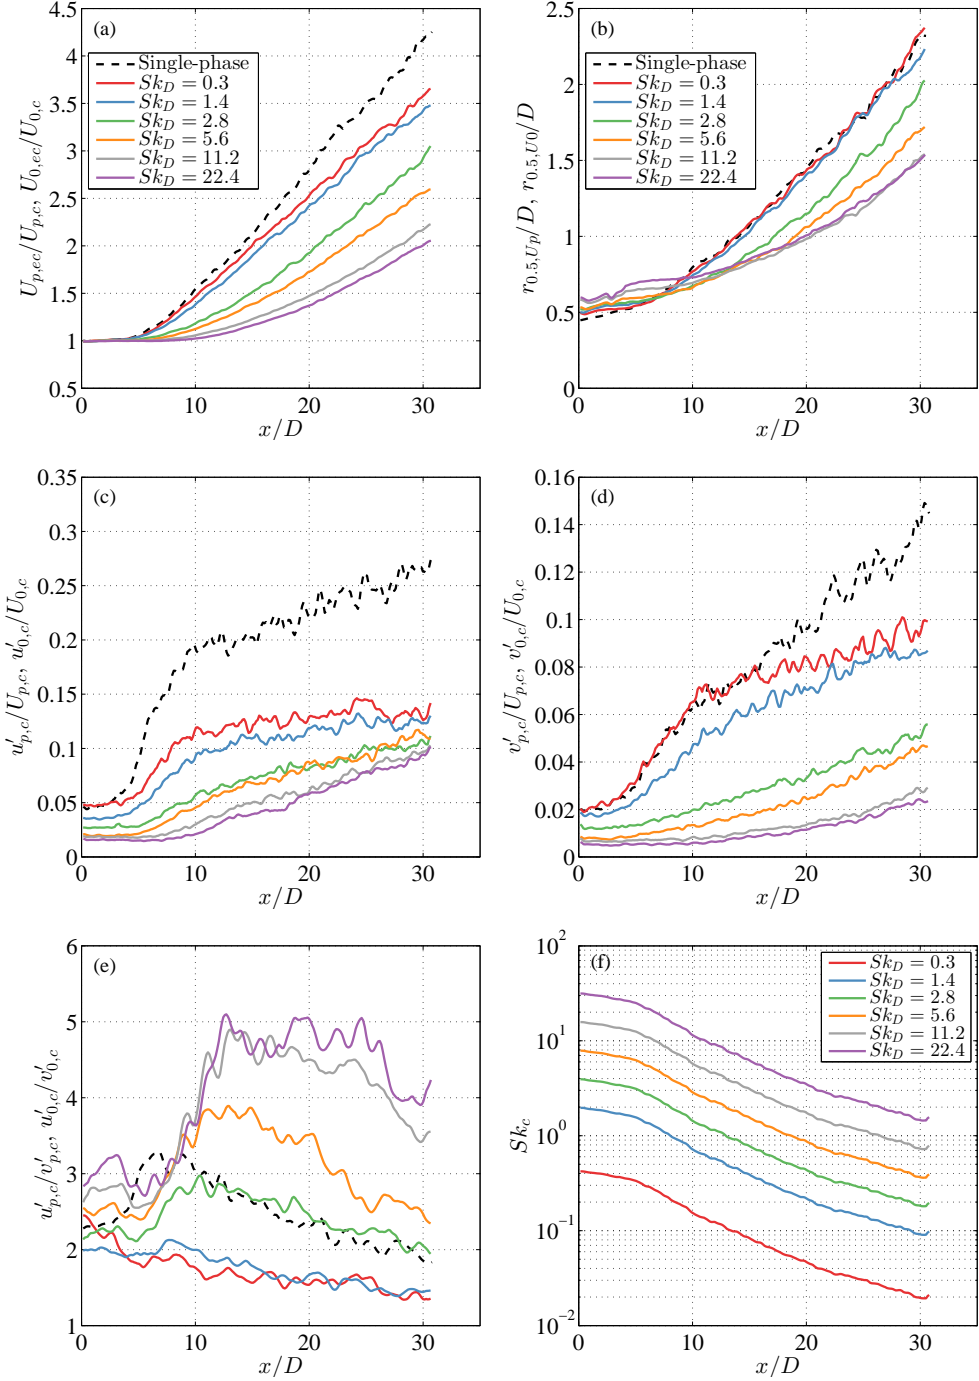 (a)
Single-phase
Sk_D = 0.3
Sk_D = 1.4
Sk_D = 2.8
Sk_D = 5.6
Sk_D = 11.2
Sk_D = 22.4
4.5
4
3.5
3
2.5
2
1.5
1
0.5
0 10 20 30
x/D
U_{p,ec}/U_{p,c}, U_{0,ec}/U_{0,c}
(b)
Single-phase
Sk_D = 0.3
Sk_D = 1.4
Sk_D = 2.8
Sk_D = 5.6
Sk_D = 11.2
Sk_D = 22.4
2.5
2
1.5
1
0.5
0
0 10 20 30
x/D
r_{0.5,Up}/D, r_{0.5,U0}/D
(c)
0.35
0.3
0.25
0.2
0.15
0.1
0.05
0
0 10 20 30
x/D
u′_{p,c}/U_{p,c}, u′_{0,c}/U_{0,c}
(d)
0.16
0.14
0.12
0.1
0.08
0.06
0.04
0.02
0
0 10 20 30
x/D
v′_{p,c}/U_{p,c}, v′_{0,c}/U_{0,c}
(e)
6
5
4
3
2
1
0 10 20 30
x/D
u′_{p,c}/v′_{p,c}, u′_{0,c}/v′_{0,c}
(f)
Sk_D = 0.3
Sk_D = 1.4
Sk_D = 2.8
Sk_D = 5.6
Sk_D = 11.2
Sk_D = 22.4
10^2
10^1
10^0
10^{-1}
10^{-2}
0 10 20 30
x/D
Sk_c